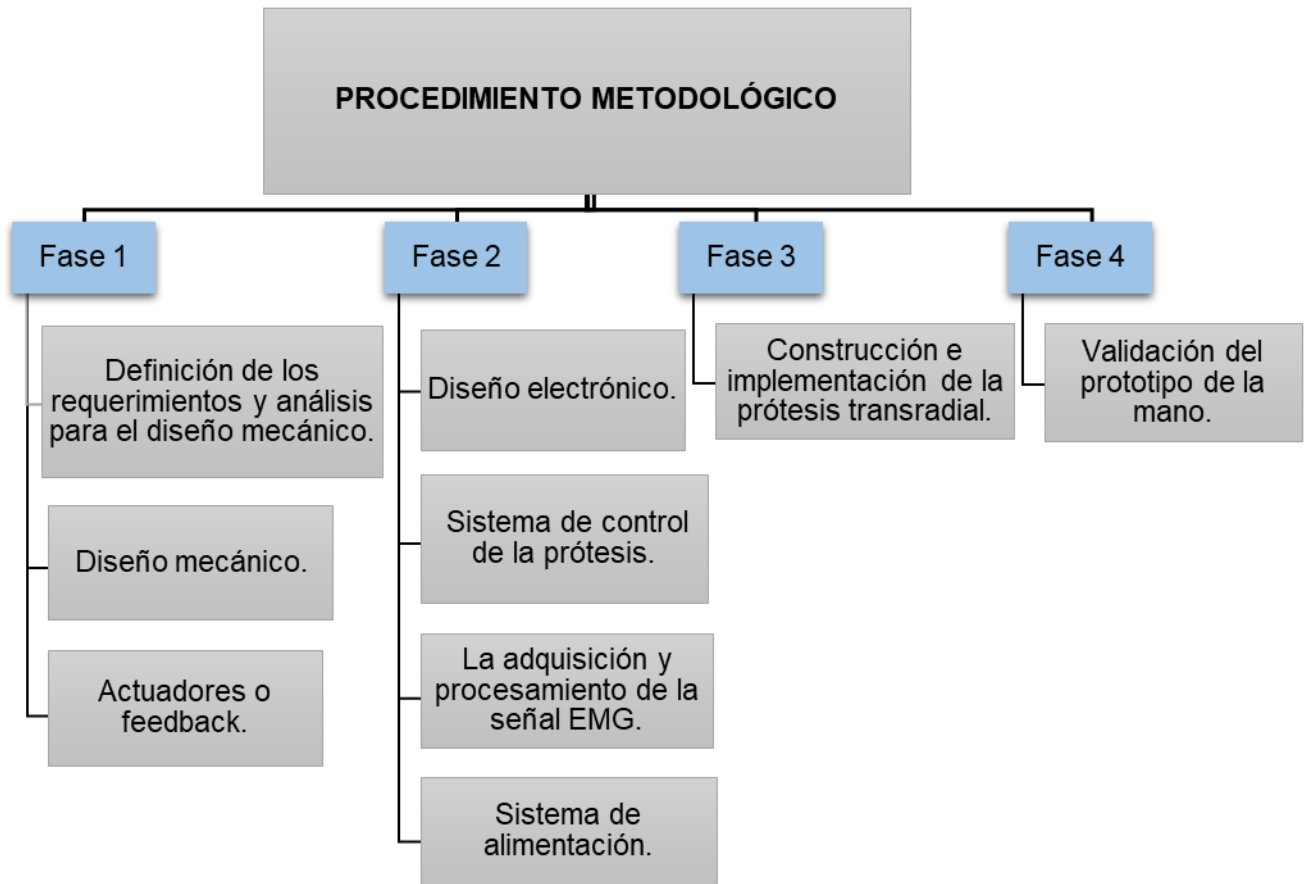 PROCEDIMIENTO METODOLÓGICO
Fase 1
Definición de los
requerimientos y análisis
para el diseño mecánico.
Diseño mecánico.
Actuadores o
feedback.
Fase 2
Diseño electrónico.
Sistema de control
de la prótesis.
La adquisición y
procesamiento de la
señal EMG.
Sistema de
alimentación.
Fase 3
Construcción e
implementación de la
prótesis transradial.
Fase 4
Validación del
prototipo de la
mano.